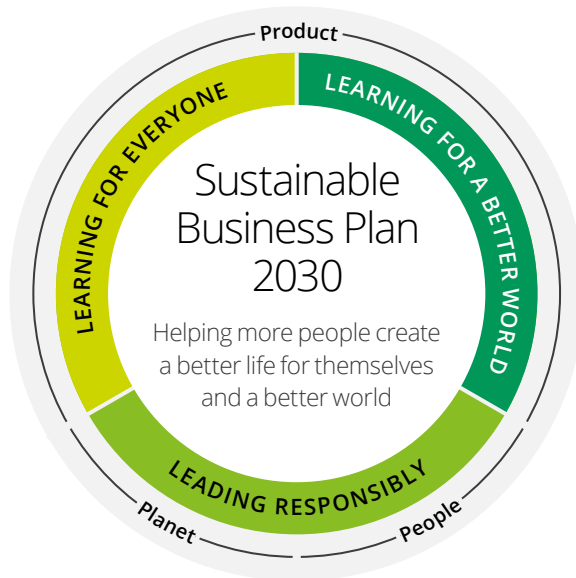 Product
LEARNING FOR EVERYONE
LEARNING FOR A BETTER WORLD
Sustainable
Business Plan
2030
Helping more people create
a better life for themselves
and a better world
LEADING RESPONSIBLY
Planet
People